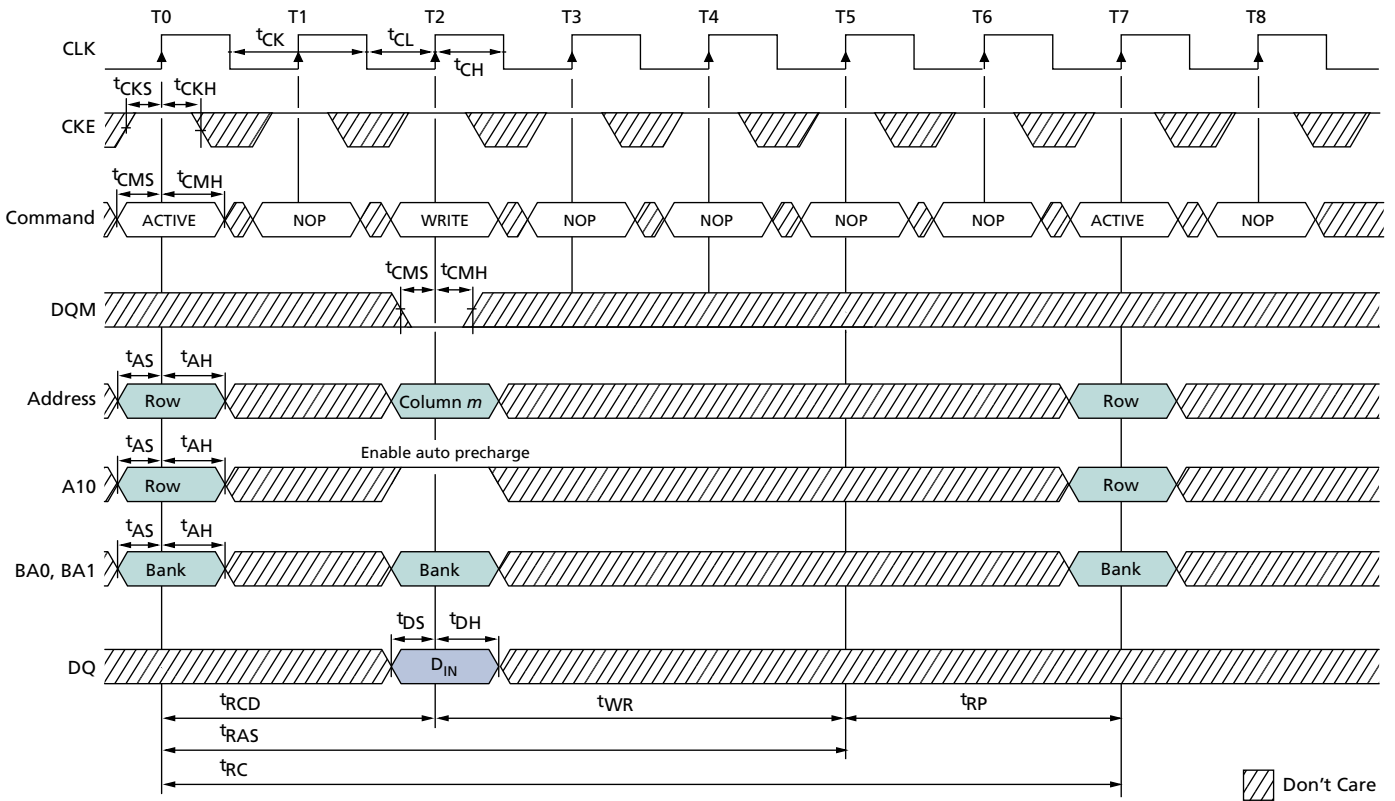 T0 T1 T2 T3 T4 T5 T6 T7 T8
CLK
tCK tCL
tCH
tCKS tCKH
CKE
tCMS tCMH
Command ACTIVE NOP WRITE NOP NOP NOP NOP ACTIVE NOP
tCMS tCMH
DQM
tAS tAH
Address Row Column m Row
tAS tAH Enable auto precharge
A10 Row Row
tAS tAH
BA0, BA1 Bank Bank Bank
tDS tDH
DQ DIN
tRCD tWR tRP
tRAS
tRC
Don't Care